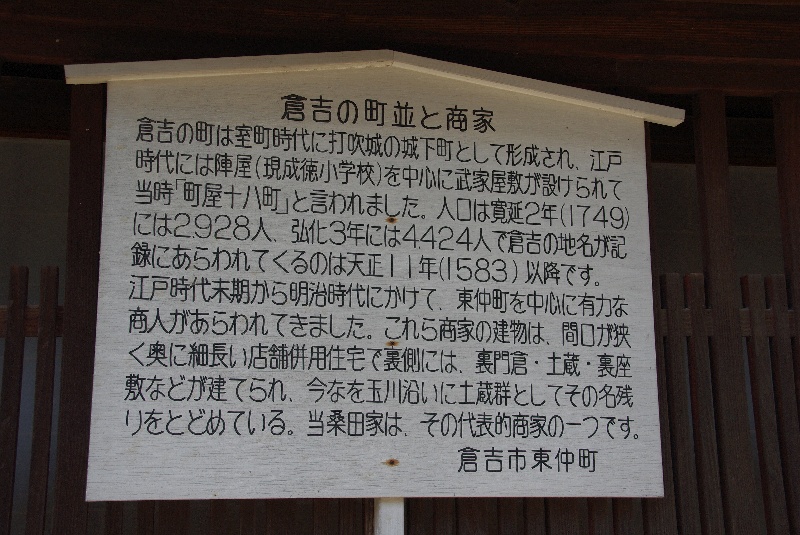 倉吉の町並と商家
倉吉の町は室町時代に打吹城の城下町として形成され、江戸
時代には陣屋(現成徳小学校)を中心に武家屋敷が設けられて
当時「町屋十八町」と言われました。人口は寛延2年(1749)
には2928人、弘化3年には4424人で倉吉の地名が記
録にあらわれてくるのは天正11年(1583)以降です。
江戸時代末期から明治時代にかけて、東仲町を中心に有力な
商人があらわれてきました。これら商家の建物は、間口が狭
く奥に細長い店舗併用住宅で裏側には、裏門倉・土蔵・裏座
敷などが建てられ、今なを玉川沿いに土蔵群としてその名残
りをとどめている。当桑田家は、その代表的商家の一つです。
倉吉市東仲町